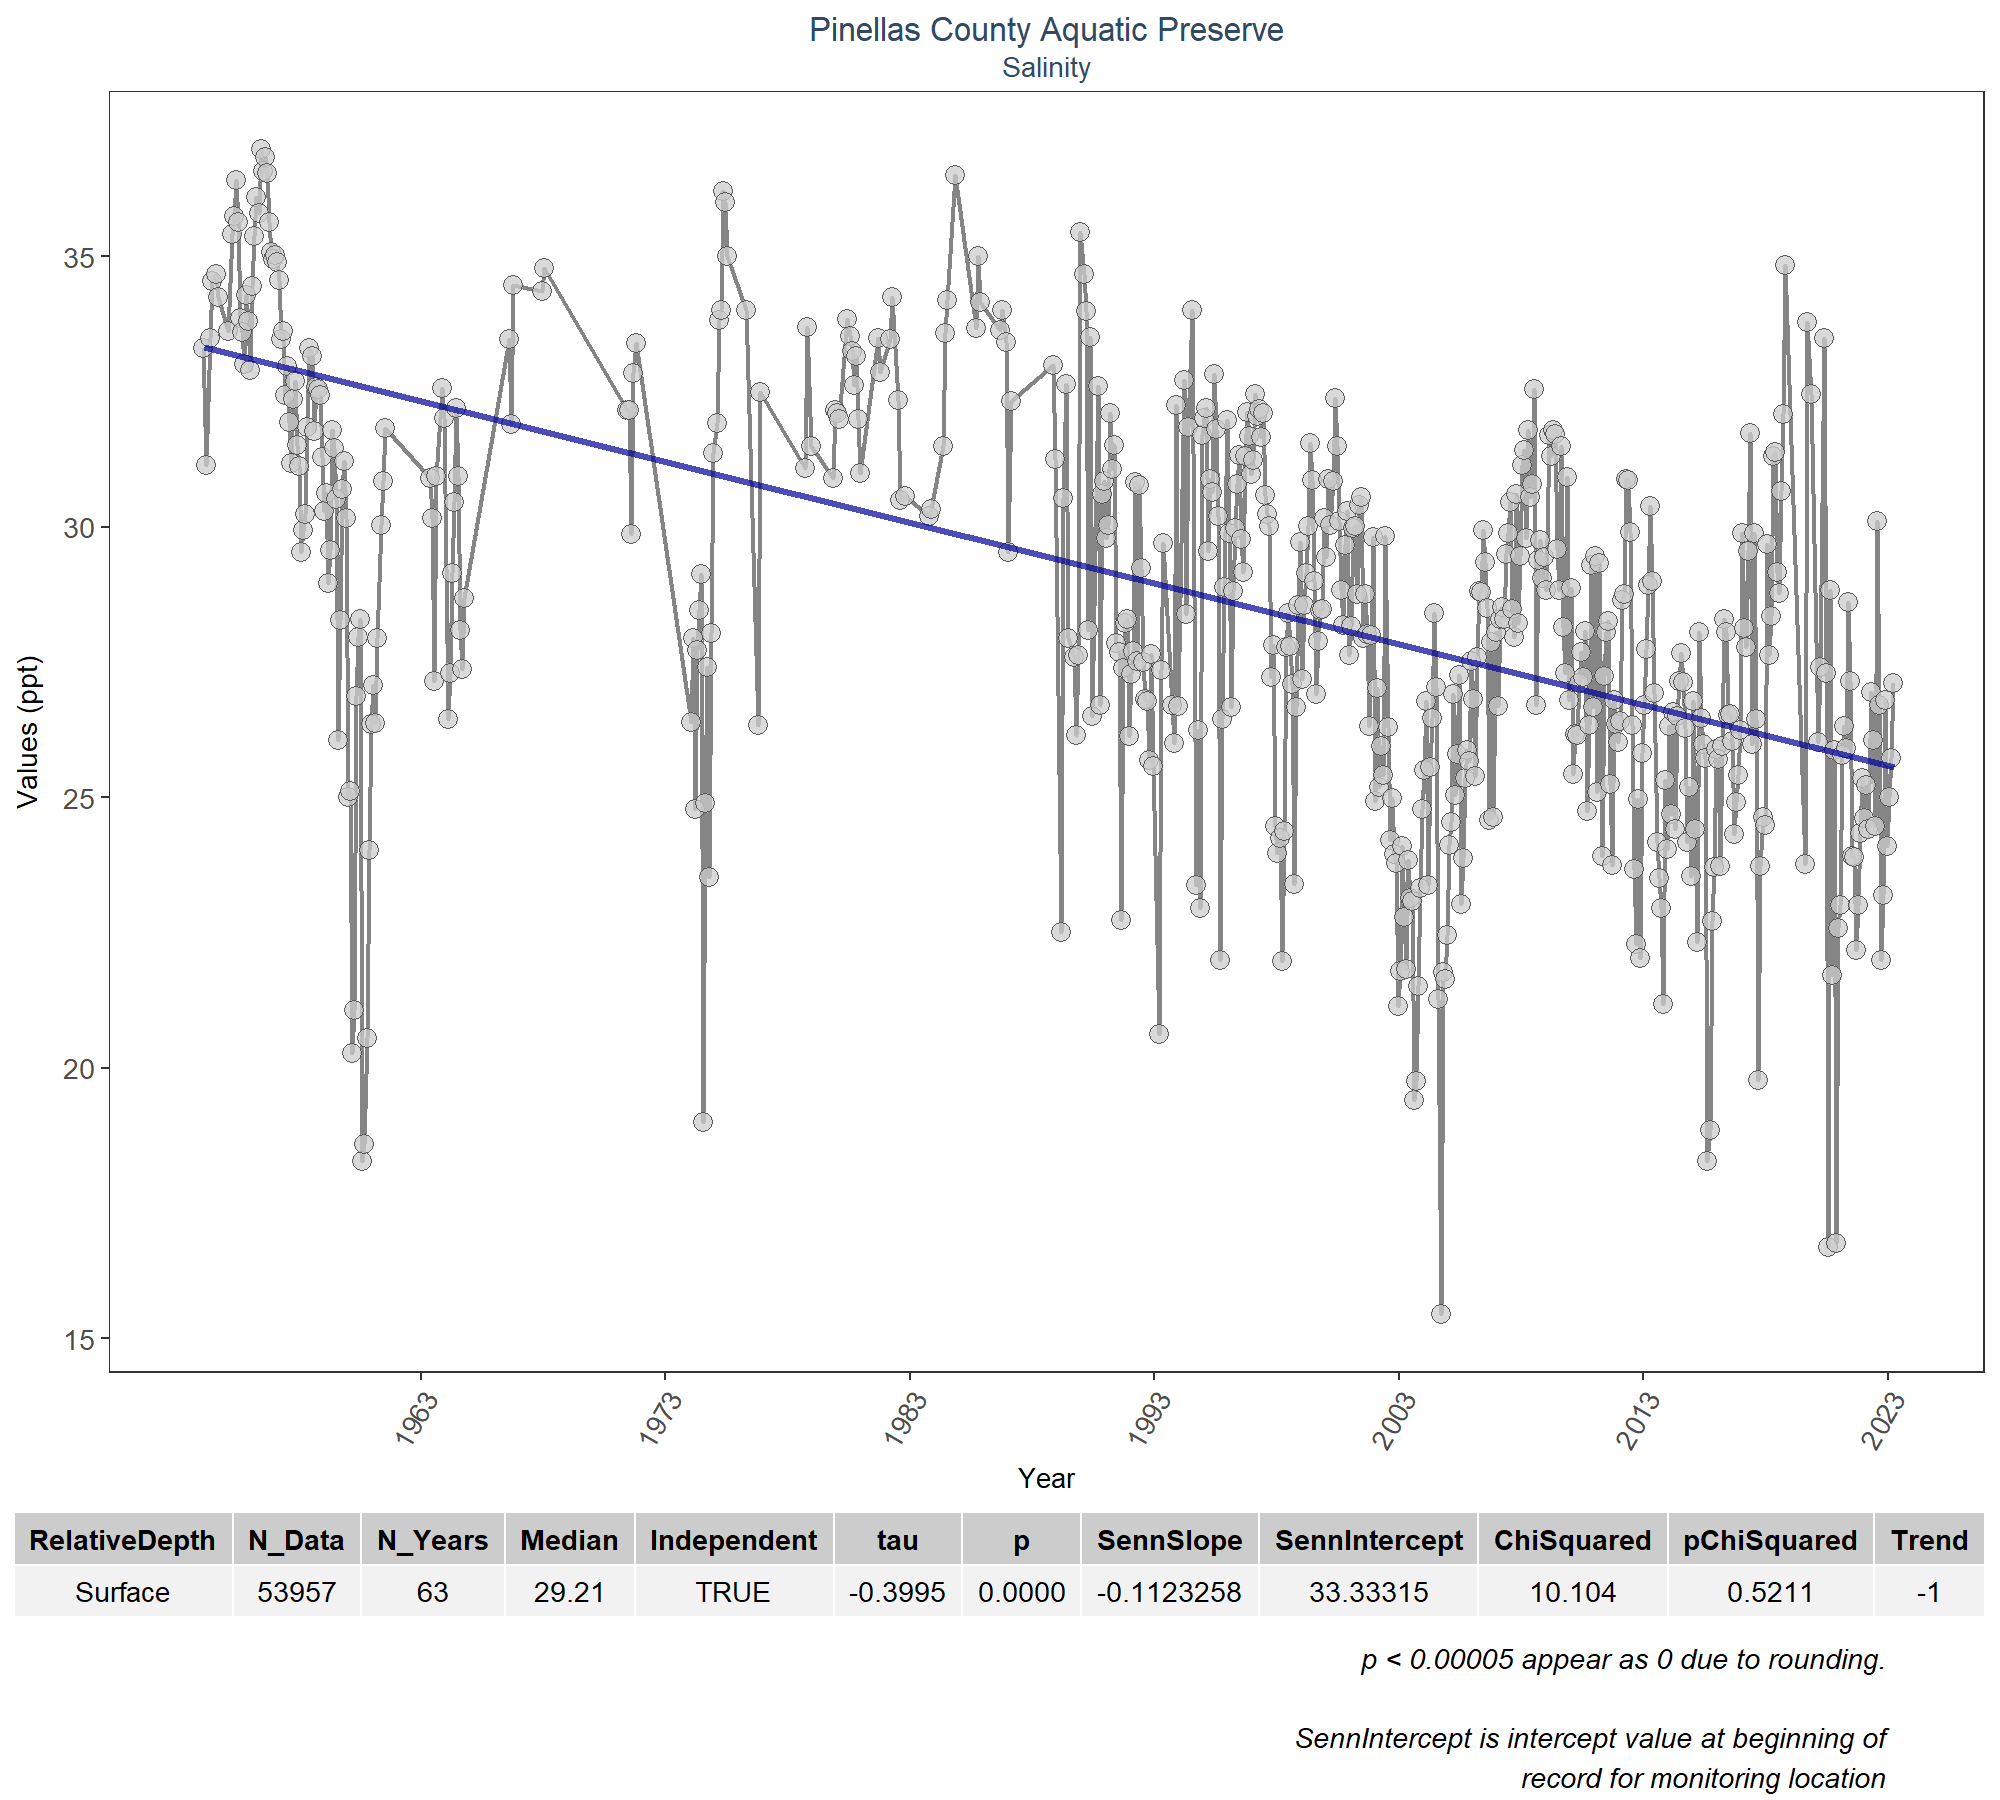 Pinellas County Aquatic Preserve
Salinity
Values (ppt)
35
30
25
20
15
1963 1973 1983 1993 2003 2013 2023
Year
RelativeDepth N_Data N_Years Median Independent tau p SennSlope SennIntercept ChiSquared pChiSquared Trend
Surface 53957 63 29.21 TRUE -0.3995 0.0000 -0.1123258 33.33315 10.104 0.5211 -1
p < 0.00005 appear as 0 due to rounding.
SennIntercept is intercept value at beginning of
record for monitoring location